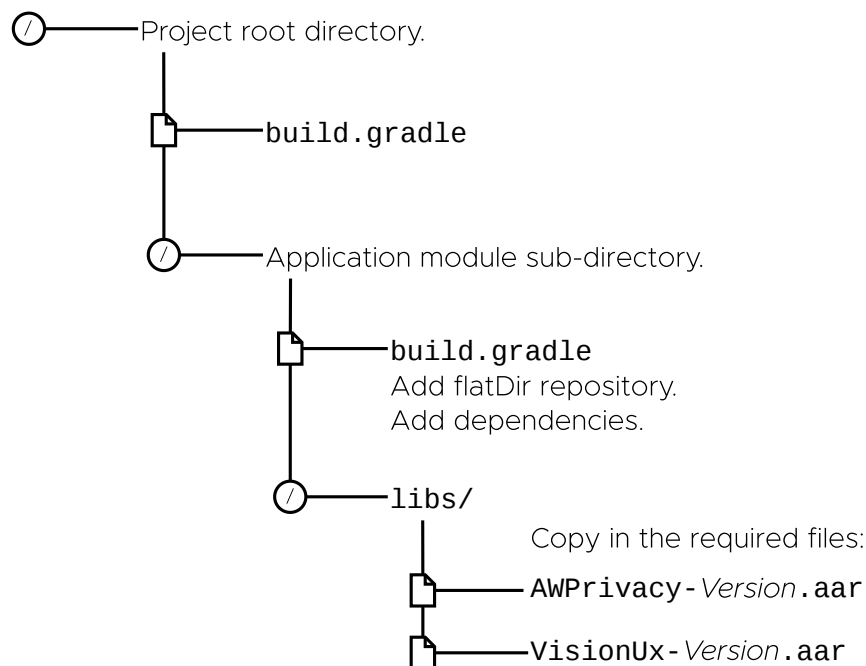 / Project root directory.
build.gradle
/ Application module sub-directory.
build.gradle
Add flatDir repository.
Add dependencies.
/ libs/
Copy in the required files:
AWPrivacy-Version.aar
VisionUx-Version.aar